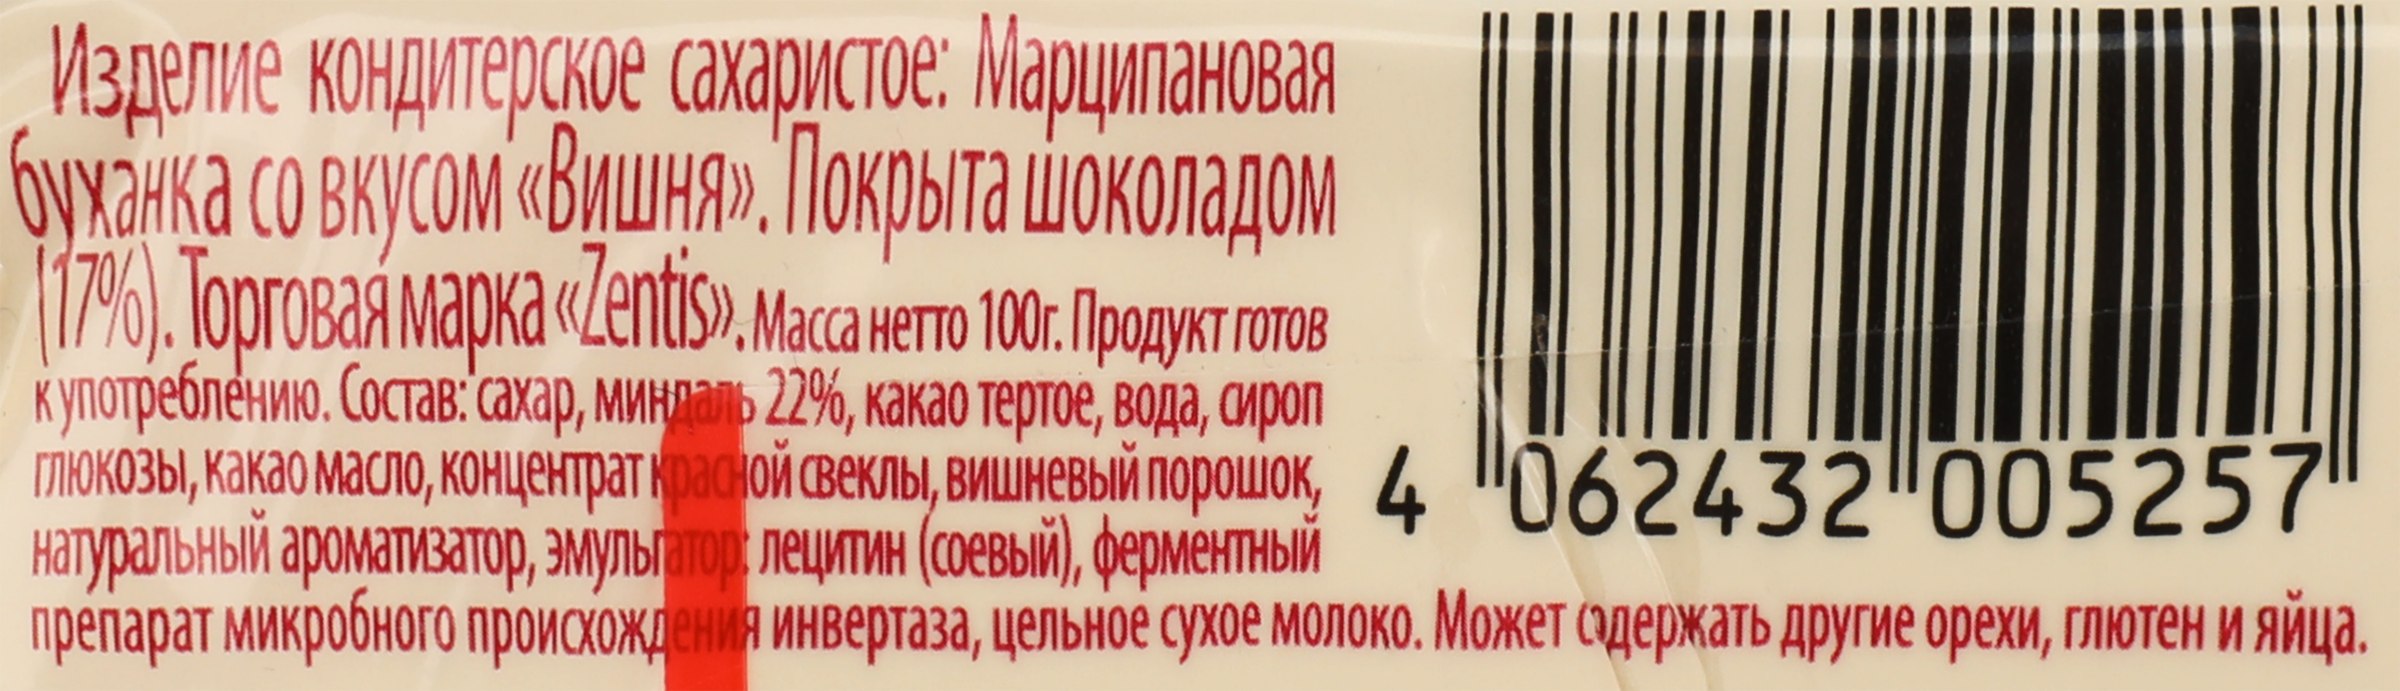 Изделие кондитерское сахаристое: Марципановая
буханка со вкусом «Вишня». Покрыта шоколадом
(17%). Торговая марка «Zentis». Масса нетто 100г. Продукт готов
к употреблению. Состав: сахар, миндаль 22%, какао тертое, вода, сироп
глюкозы, какао масло, концентрат красной свеклы, вишневый порошок,
натуральный ароматизатор, эмульгатор: лецитин (соевый), ферментный
препарат микробного происхождения инвертаза, цельное сухое молоко. Может содержать другие орехи, глютен и яйца.
4 062432 005257